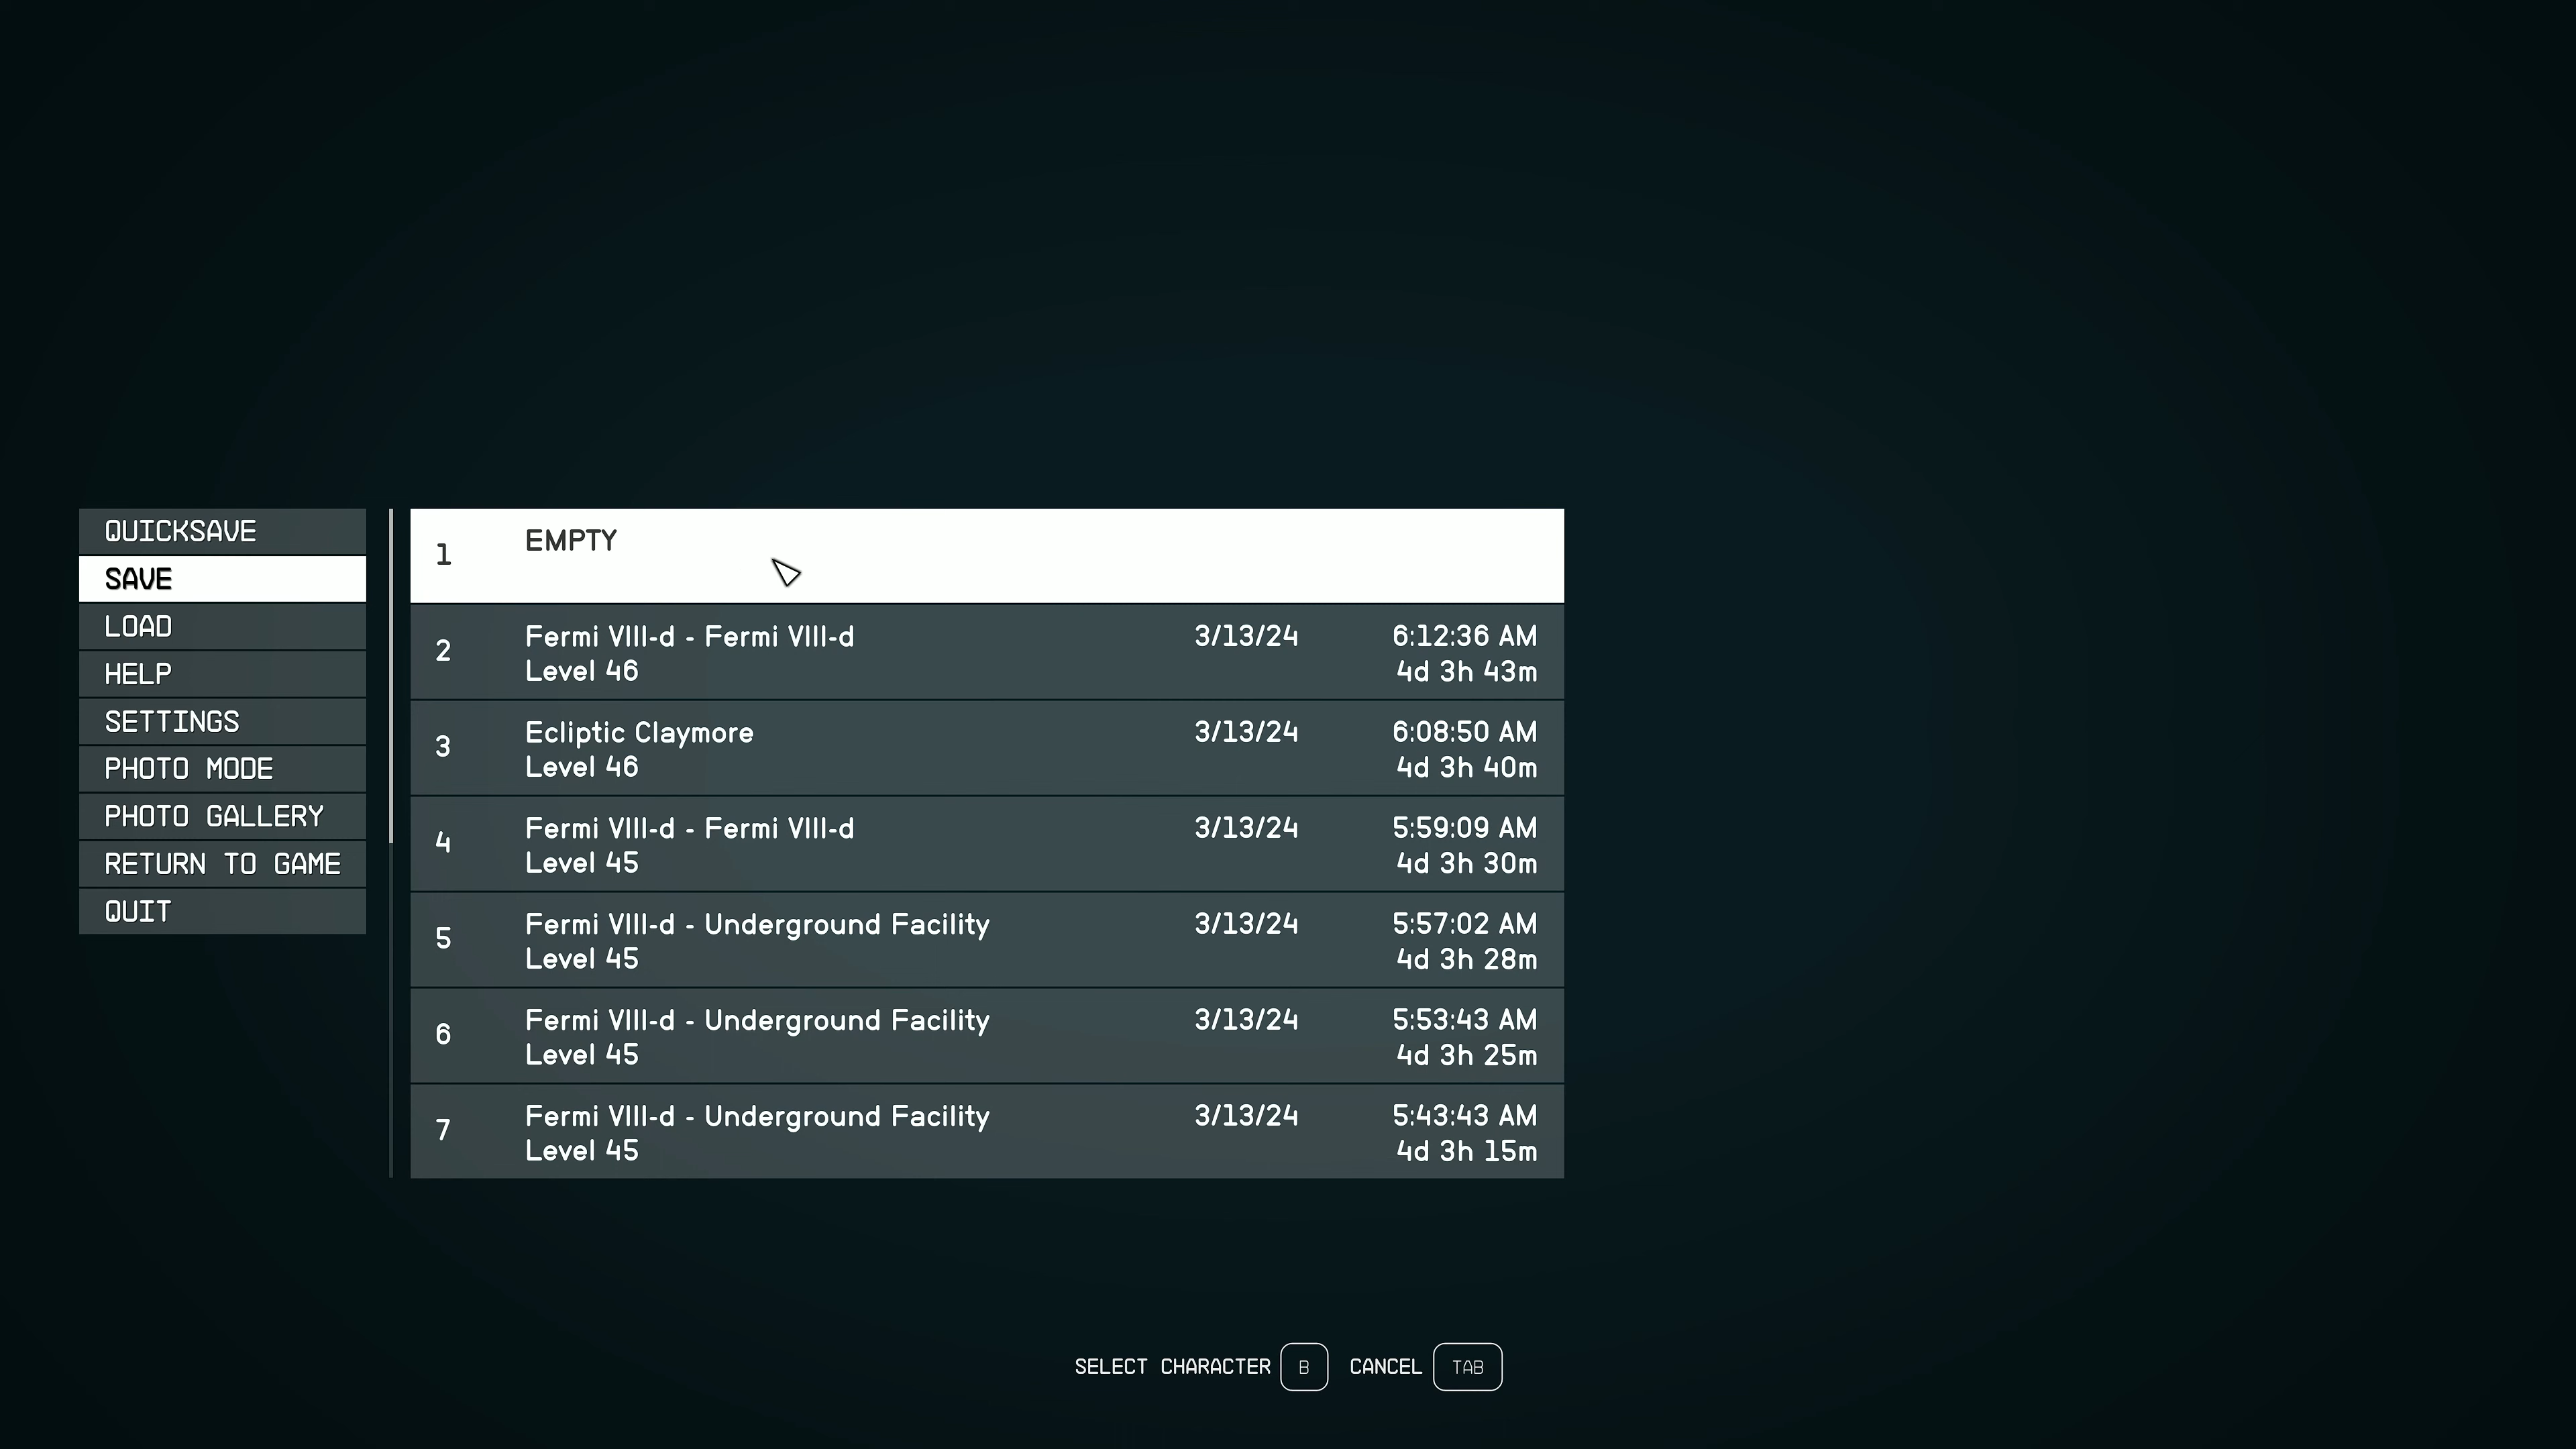 QUICKSAVE
SAVE
LOAD
HELP
SETTINGS
PHOTO MODE
PHOTO GALLERY
RETURN TO GAME
QUIT
1 EMPTY
2 Fermi VIII-d - Fermi VIII-d 3/13/24 6:12:36 AM
Level 46 4d 3h 43m
3 Ecliptic Claymore 3/13/24 6:08:50 AM
Level 46 4d 3h 40m
4 Fermi VIII-d - Fermi VIII-d 3/13/24 5:59:09 AM
Level 45 4d 3h 30m
5 Fermi VIII-d - Underground Facility 3/13/24 5:57:02 AM
Level 45 4d 3h 28m
6 Fermi VIII-d - Underground Facility 3/13/24 5:53:43 AM
Level 45 4d 3h 25m
7 Fermi VIII-d - Underground Facility 3/13/24 5:43:43 AM
Level 45 4d 3h 15m
SELECT CHARACTER B CANCEL TAB